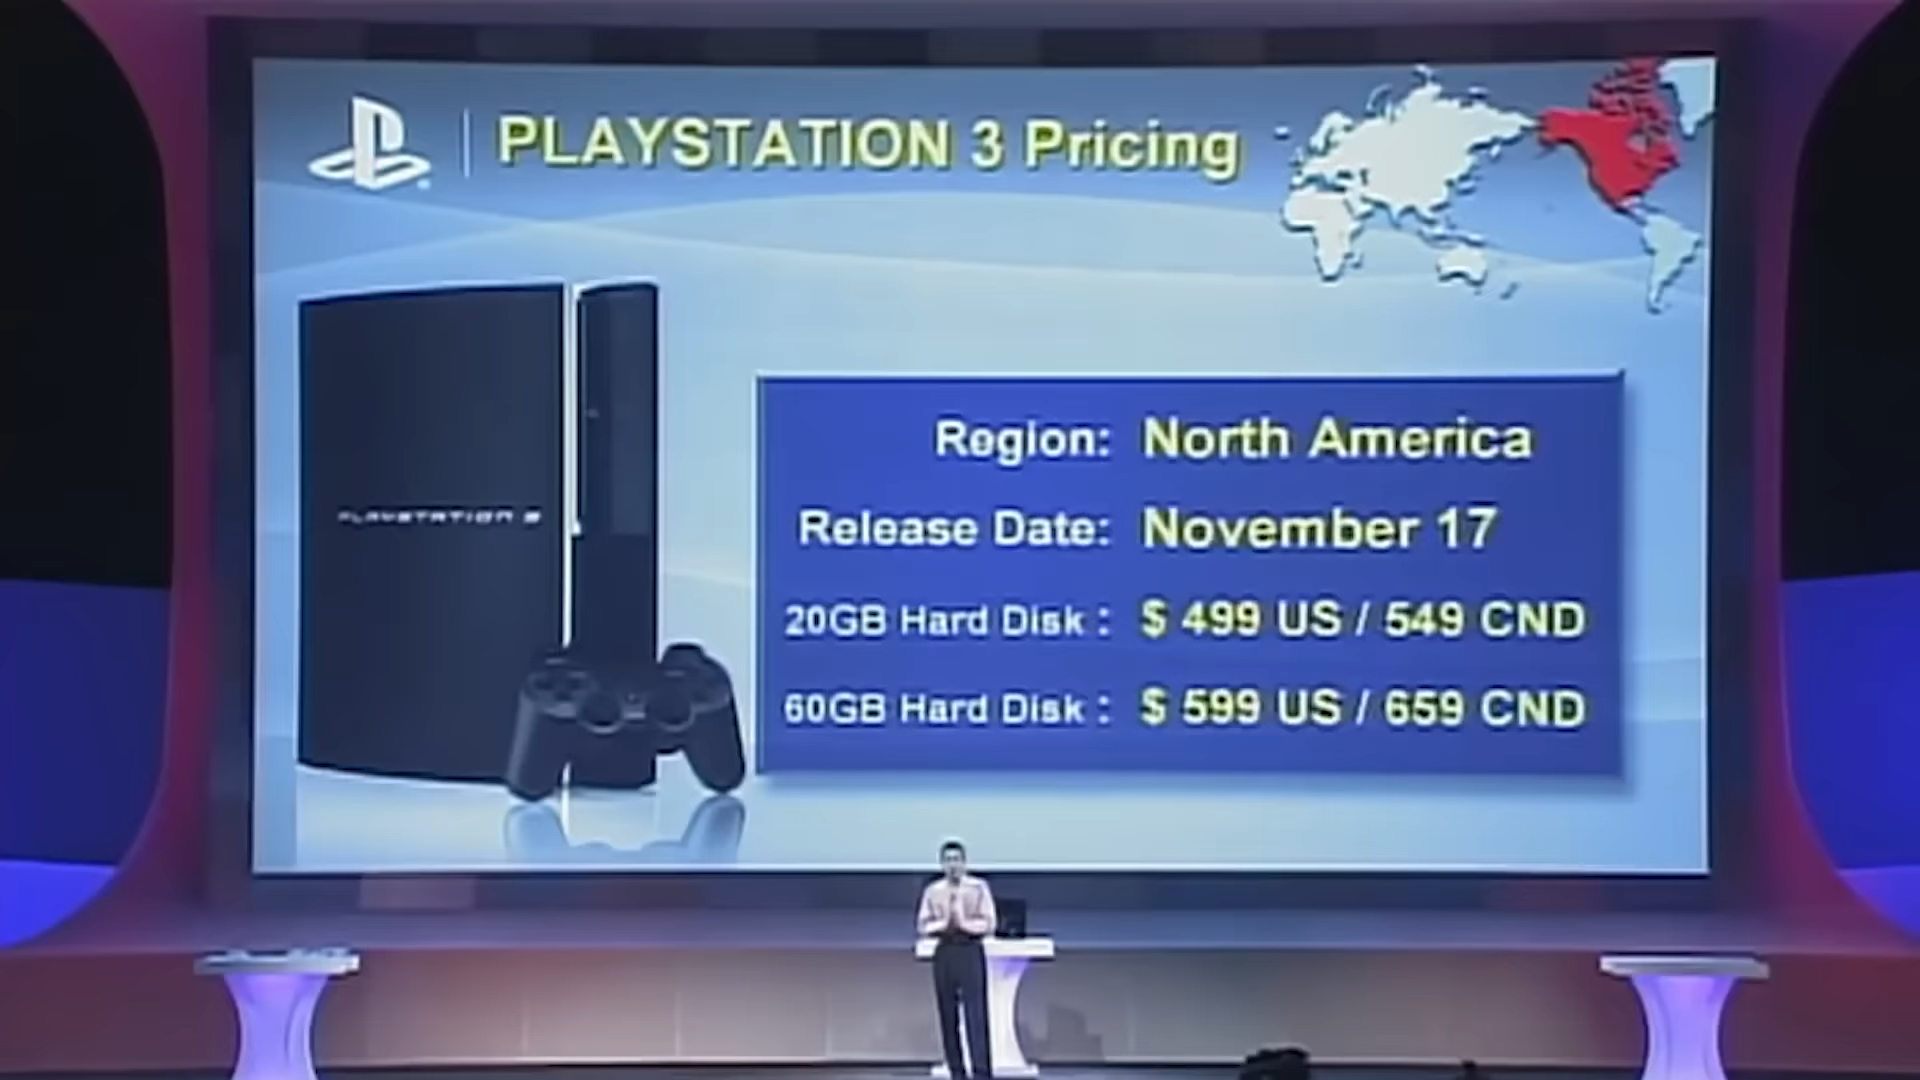 PLAYSTATION 3 Pricing
PLAYSTATION 3
Region: North America
Release Date: November 17
20GB Hard Disk : $ 499 US / 549 CND
60GB Hard Disk : $ 599 US / 659 CND